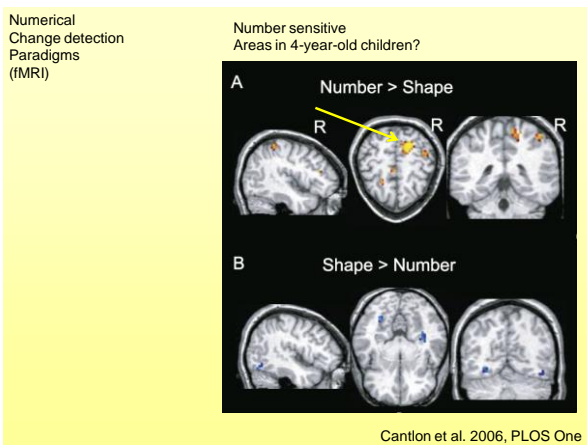 Numerical
Change detection
Paradigms
(fMRI)
Number sensitive
Areas in 4-year-old children?
A
Number > Shape
R
R
R
B
Shape > Number
Cantlon et al. 2006, PLOS One